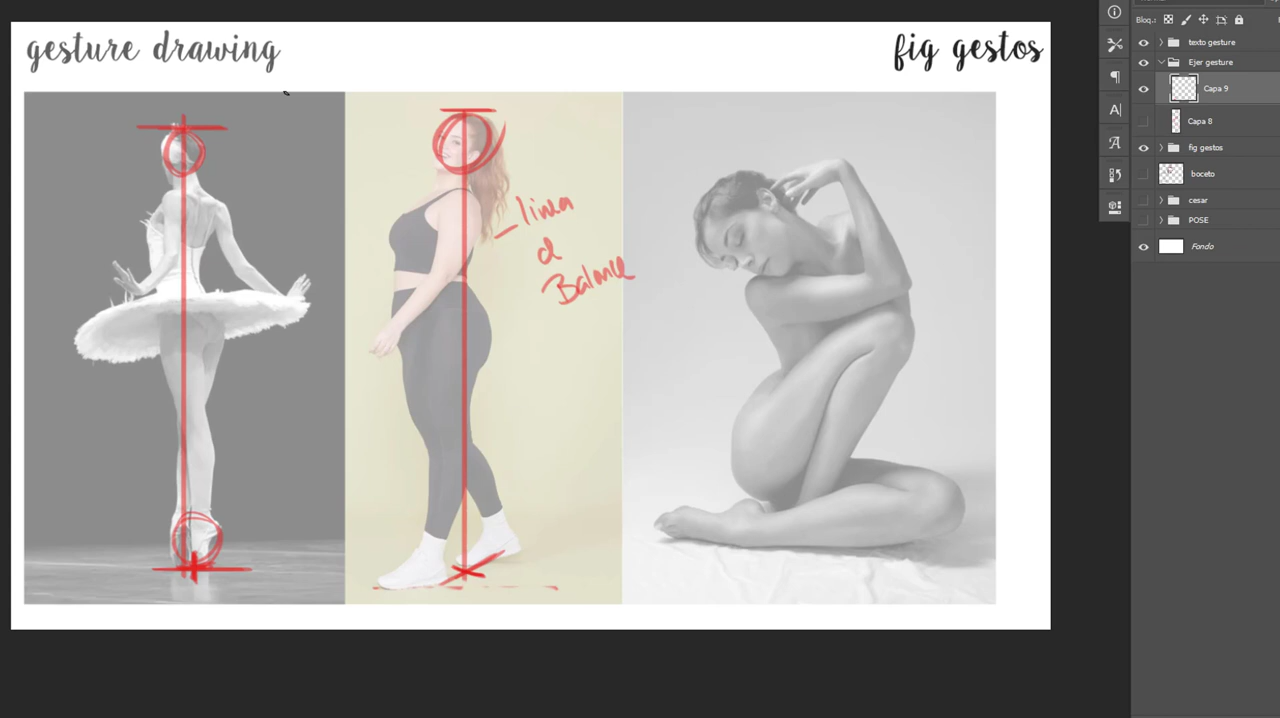 gesture drawing
fig gestos
linea
d
Balance
Bloq.:
texto gesture
Ejer gesture
Capa 9
Capa 8
fig gestos
boceto
cesar
POSE
Fondo